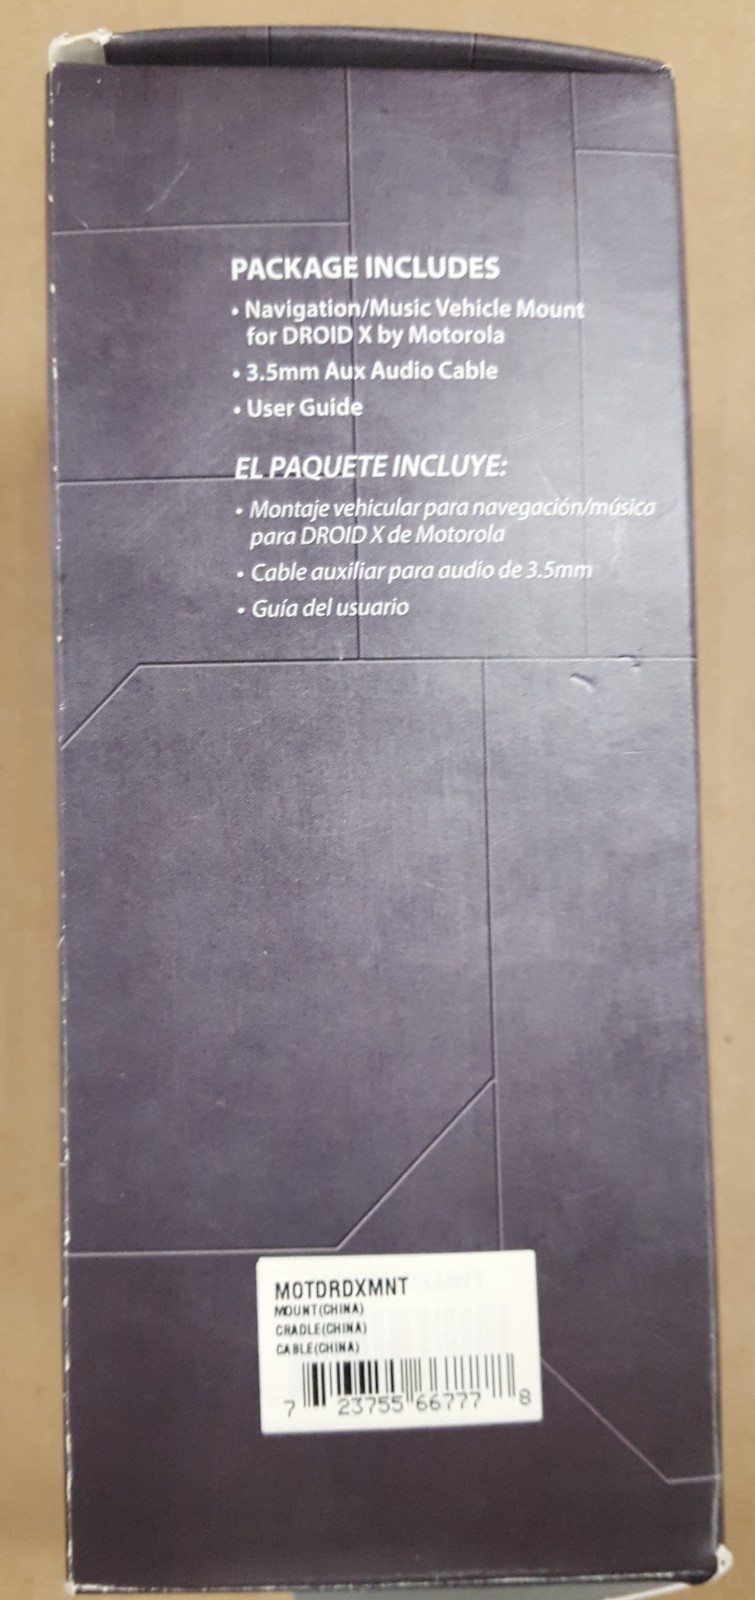 PACKAGE INCLUDES
• Navigation/Music Vehicle Mount
for DROID X by Motorola
• 3.5mm Aux Audio Cable
• User Guide
EL PAQUETE INCLUYE:
• Montaje vehicular para navegación/música
para DROID X de Motorola
• Cable auxiliar para audio de 3.5mm
• Guía del usuario
MOTDRDXMNT
MOUNT(CHINA)
CRADLE(CHINA)
CABLE(CHINA)
7 23755 66777 8